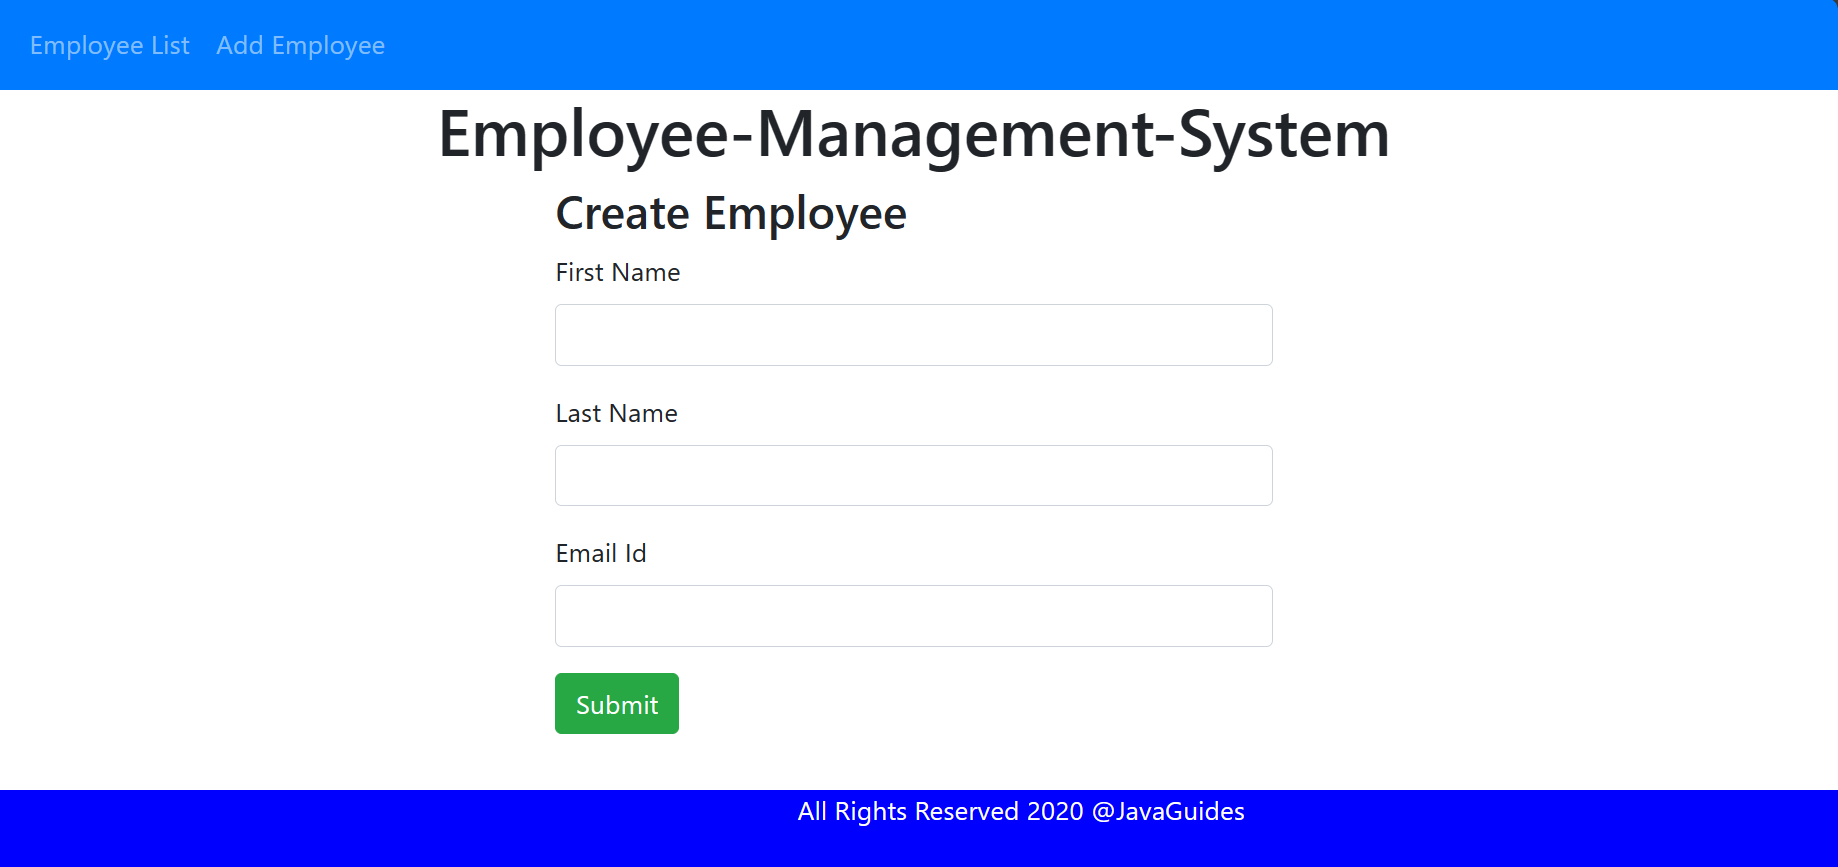 Employee List Add Employee
Employee-Management-System
Create Employee
First Name
Last Name
Email Id
Submit
All Rights Reserved 2020 @JavaGuides